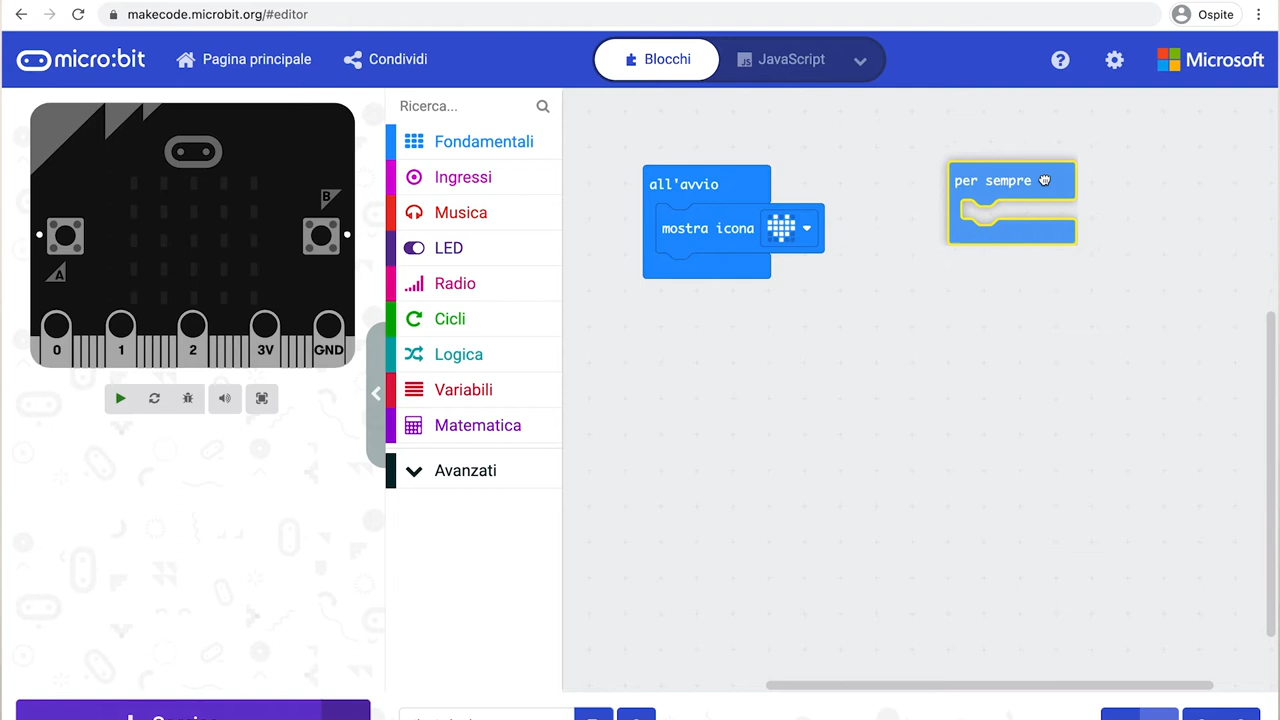 makecode.microbit.org/#editor
Ospite
micro:bit
Pagina principale
Condividi
Blocchi
JavaScript
Microsoft
Ricerca...
Fondamentali
Ingressi
Musica
LED
Radio
Cicli
Logica
Variabili
Matematica
Avanzati
B
A
0 1 2 3V GND
all'avvio
mostra icona
per sempre